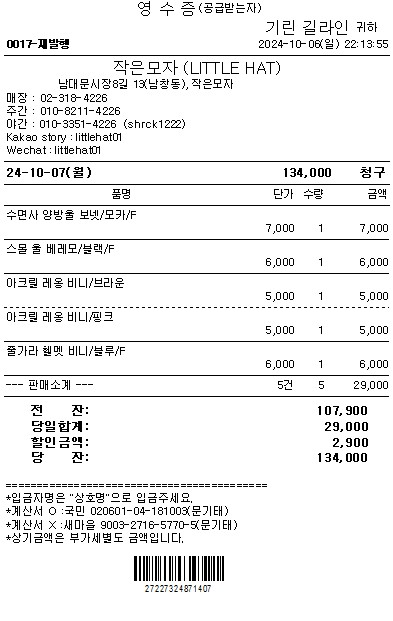 영 수 증(공급받는자)
기린 길라인 귀하
0017-재발행 2024-10-06(일) 22:13:55
작은모자 (LITTLE HAT)
남대문시장8길 13(남창동), 작은모자
매장 : 02-318-4226
주간 : 010-8211-4226
야간 : 010-3351-4226 (shrck1222)
Kakao story : littlehat01
Wechat : littlehat01
24-10-07(월) 134,000 청구
품명 단가 수량 금액
수면사 양방울 보넷/모카/F
7,000 1 7,000
스몰 울 베레모/블랙/F
6,000 1 6,000
아크릴 레옹 비니/브라운
5,000 1 5,000
아크릴 레옹 비니/핑크
5,000 1 5,000
쫄가라 헬멧 비니/블루/F
6,000 1 6,000
--- 판매소계 --- 5건 5 29,000
전 잔: 107,900
당일합계: 29,000
할인금액: 2,900
당 잔: 134,000
==========================================
*입금자명은 "상호명"으로 입금주세요.
*계산서 O :국민 020601-04-181003(문기태)
*계산서 X :새마을 9003-2716-5770-5(문기태)
*상기금액은 부가세별도 금액입니다.
27227324871407